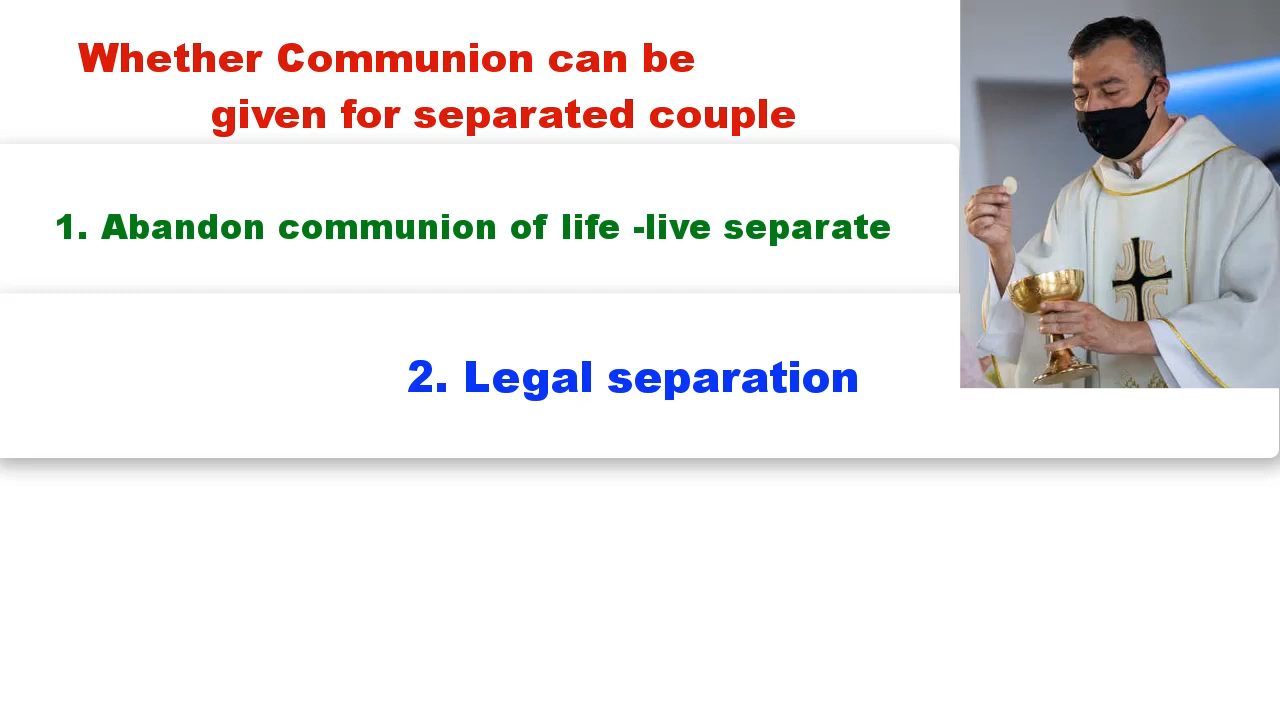 Whether Communion can be
given for separated couple
1. Abandon communion of life -live separate
2. Legal separation